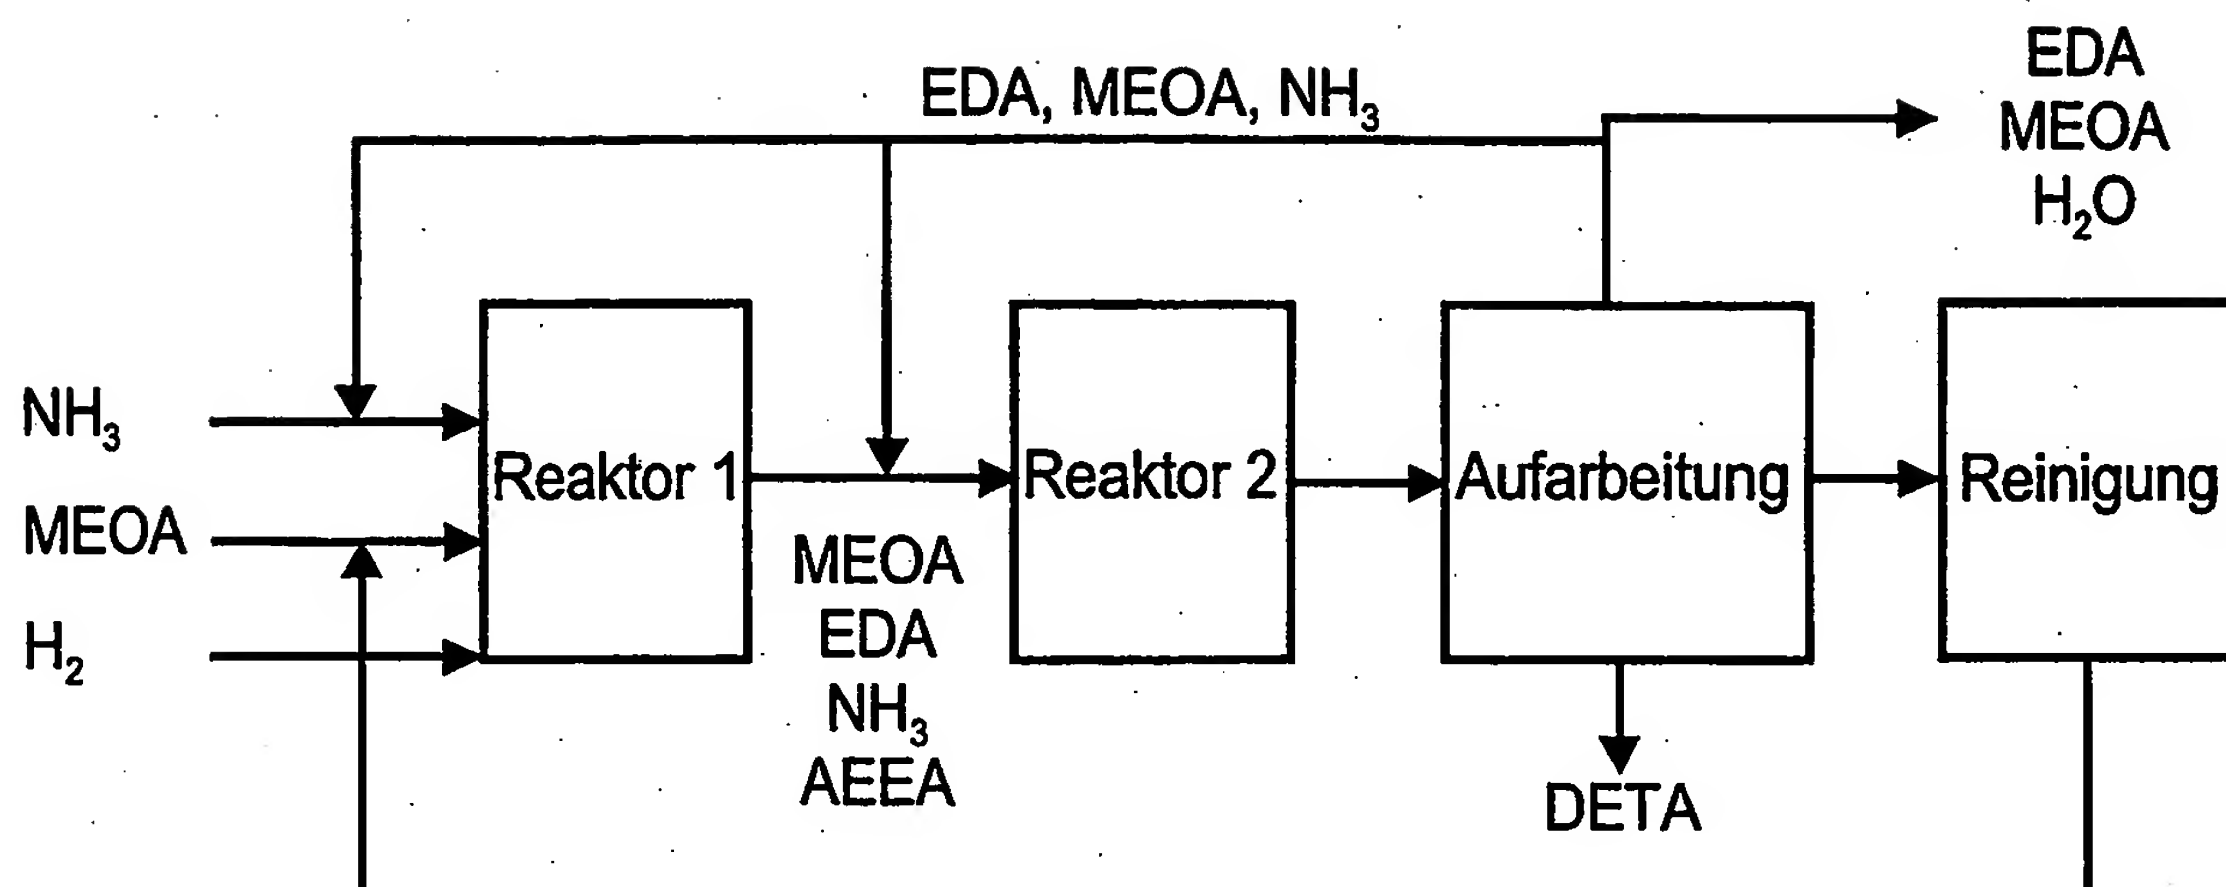 EDA, MEOA, NH₃
EDA
MEOA
H₂O
NH₃
MEOA
H₂
Reaktor 1
MEOA
EDA
NH₃
AEEA
Reaktor 2
Aufarbeitung
DETA
Reinigung